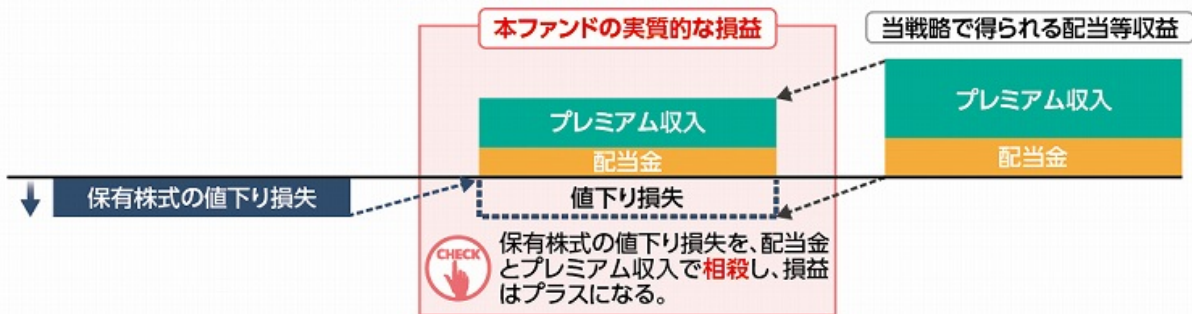 本ファンドの実質的な損益
当戦略で得られる配当等収益
プレミアム収入
プレミアム収入
配当金
配当金
保有株式の値下り損失
値下り損失
CHECK
保有株式の値下り損失を、配当金
とプレミアム収入で相殺し、損益
はプラスになる。